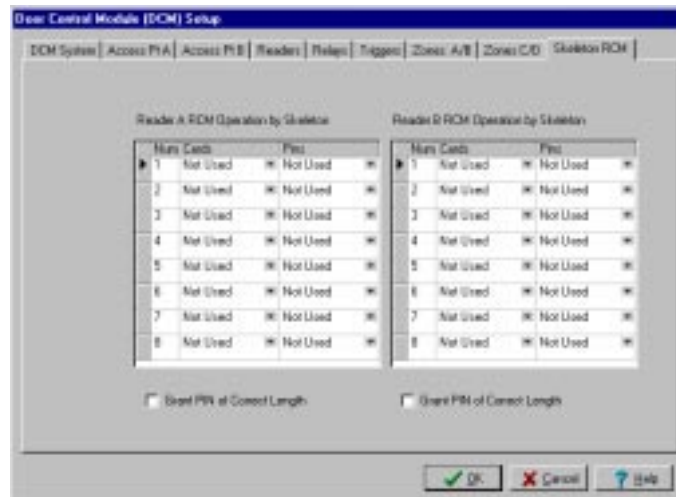 Door Control Module (DCM) Setup
DCM System Access Pt A Access Pt B Readers Relays Triggers Zones A/B Zones C/D Skeleton RCM
Reader A RCM Operation by Skeleton Reader B RCM Operation by Skeleton
Num Cards Pins Num Cards Pins
1 Not Used Not Used 1 Not Used Not Used
2 Not Used Not Used 2 Not Used Not Used
3 Not Used Not Used 3 Not Used Not Used
4 Not Used Not Used 4 Not Used Not Used
5 Not Used Not Used 5 Not Used Not Used
6 Not Used Not Used 6 Not Used Not Used
7 Not Used Not Used 7 Not Used Not Used
8 Not Used Not Used 8 Not Used Not Used
Grant PIN of Correct Length Grant PIN of Correct Length
OK Cancel Help